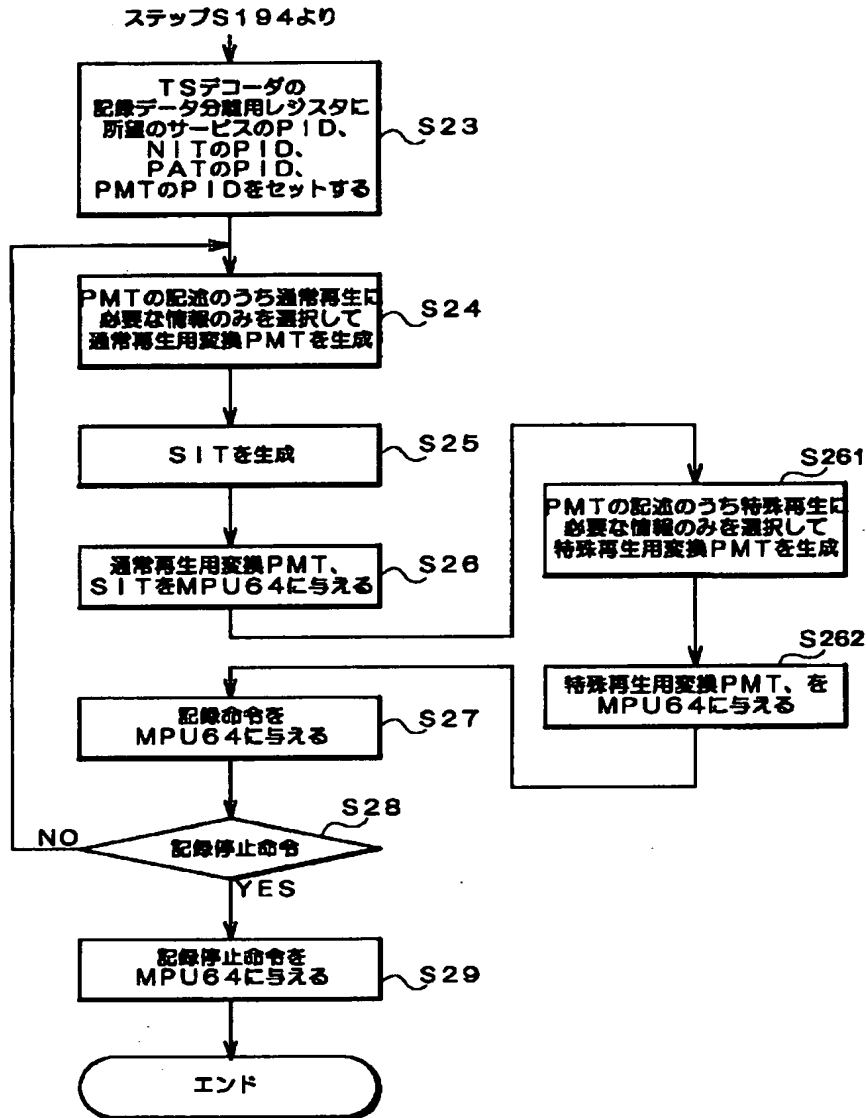 ステップS194より
TSデコーダの
記録データ分離用レジスタに
所望のサービスのPID、
NITのPID、
PATのPID、
PMTのPIDをセットする
S23
PMTの記述のうち通常再生に
必要な情報のみを選択して
通常再生用変換PMTを生成
S24
SITを生成
S25
通常再生用変換PMT、
SITをMPU64に与える
S26
S261
PMTの記述のうち特殊再生に
必要な情報のみを選択して
特殊再生用変換PMTを生成
S262
特殊再生用変換PMT、を
MPU64に与える
記録命令を
MPU64に与える
S27
S28
NO
記録停止命令
YES
記録停止命令を
MPU64に与える
S29
エンド